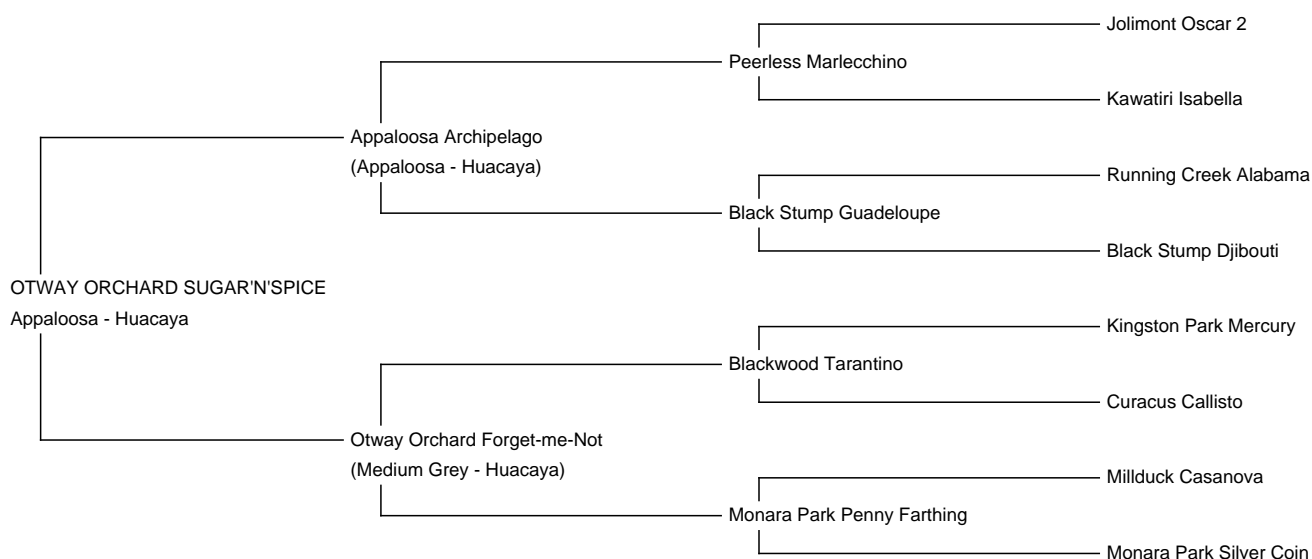 Jolimont Oscar 2
Peerless Marlecchino
Kawatiri Isabella
Appaloosa Archipelago
(Appaloosa - Huacaya)
Running Creek Alabama
Black Stump Guadeloupe
Black Stump Djibouti
OTWAY ORCHARD SUGAR'N'SPICE
Appaloosa - Huacaya
Kingston Park Mercury
Blackwood Tarantino
Curacus Callisto
Otway Orchard Forget-me-Not
(Medium Grey - Huacaya)
Millduck Casanova
Monara Park Penny Farthing
Monara Park Silver Coin